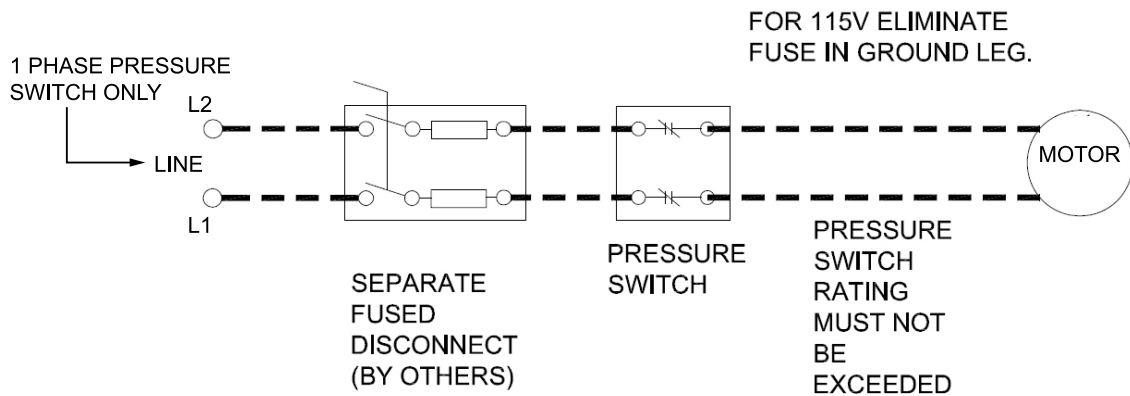 FOR 115V ELIMINATE
FUSE IN GROUND LEG.
1 PHASE PRESSURE
SWITCH ONLY
L2
LINE
MOTOR
L1
PRESSURE
SWITCH
PRESSURE
SWITCH
RATING
MUST NOT
BE
EXCEEDED
SEPARATE
FUSED
DISCONNECT
(BY OTHERS)